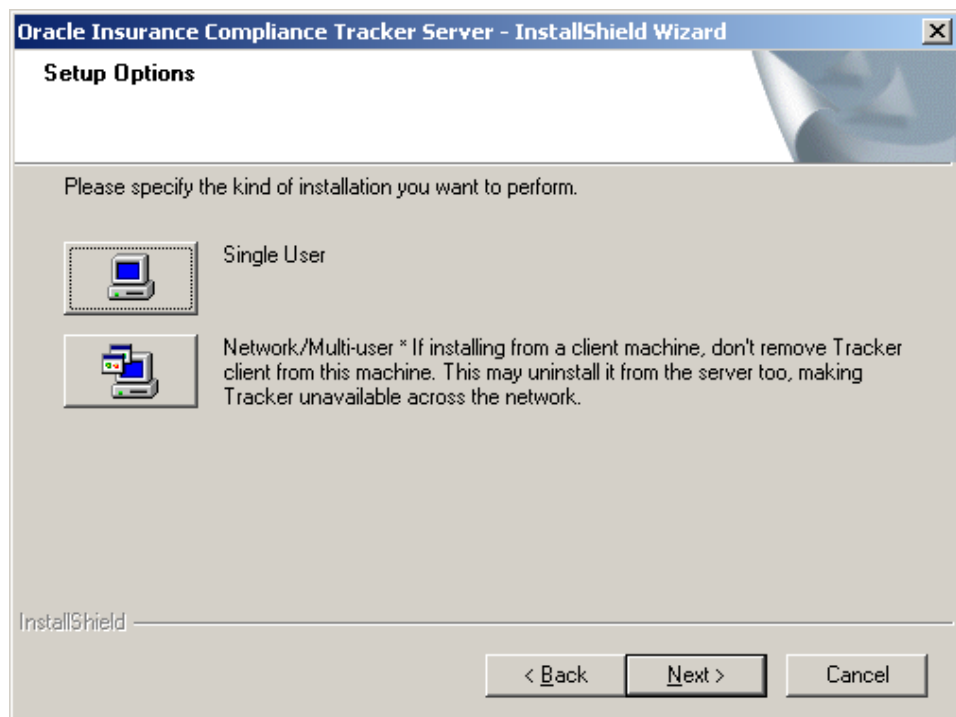 Oracle Insurance Compliance Tracker Server - InstallShield Wizard
Setup Options
Please specify the kind of installation you want to perform.
Single User
Network/Multi-user * If installing from a client machine, don't remove Tracker
client from this machine. This may uninstall it from the server too, making
Tracker unavailable across the network.
InstallShield
< Back
Next >
Cancel